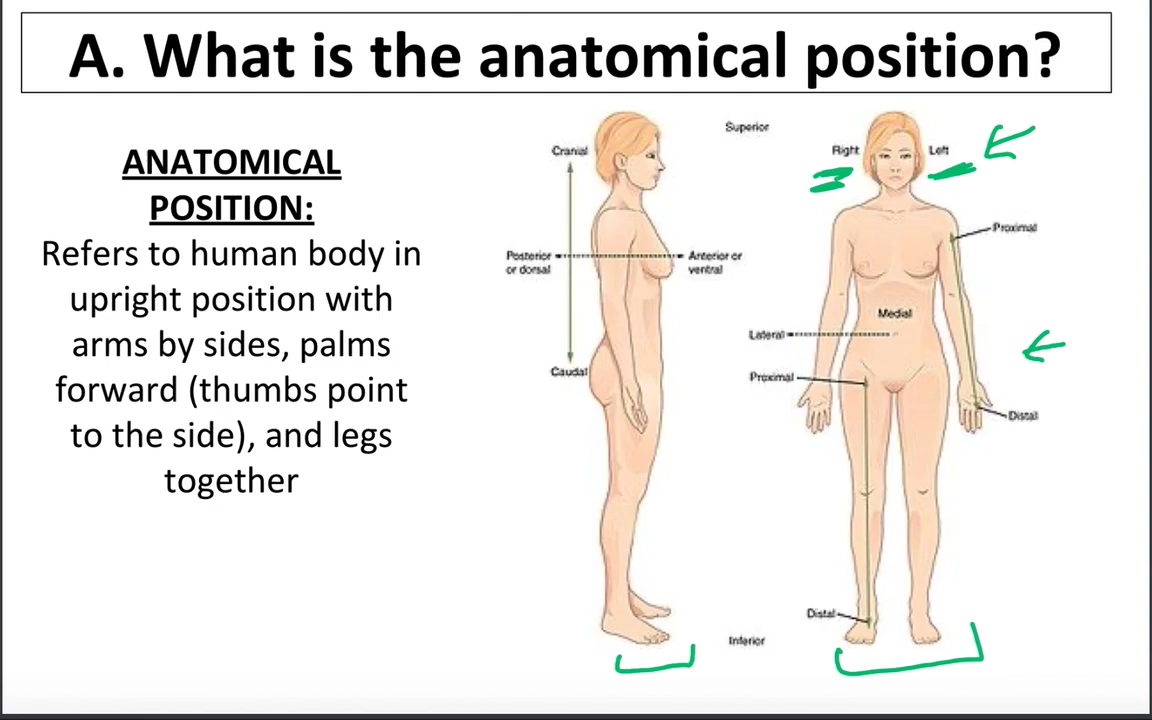 A. What is the anatomical position?
ANATOMICAL
POSITION:
Refers to human body in
upright position with
arms by sides, palms
forward (thumbs point
to the side), and legs
together
Superior
Cranial
Right
Left
Proximal
Posterior
or dorsal
Anterior or
ventral
Medial
Lateral
Caudal
Proximal
Distal
Distal
Inferior